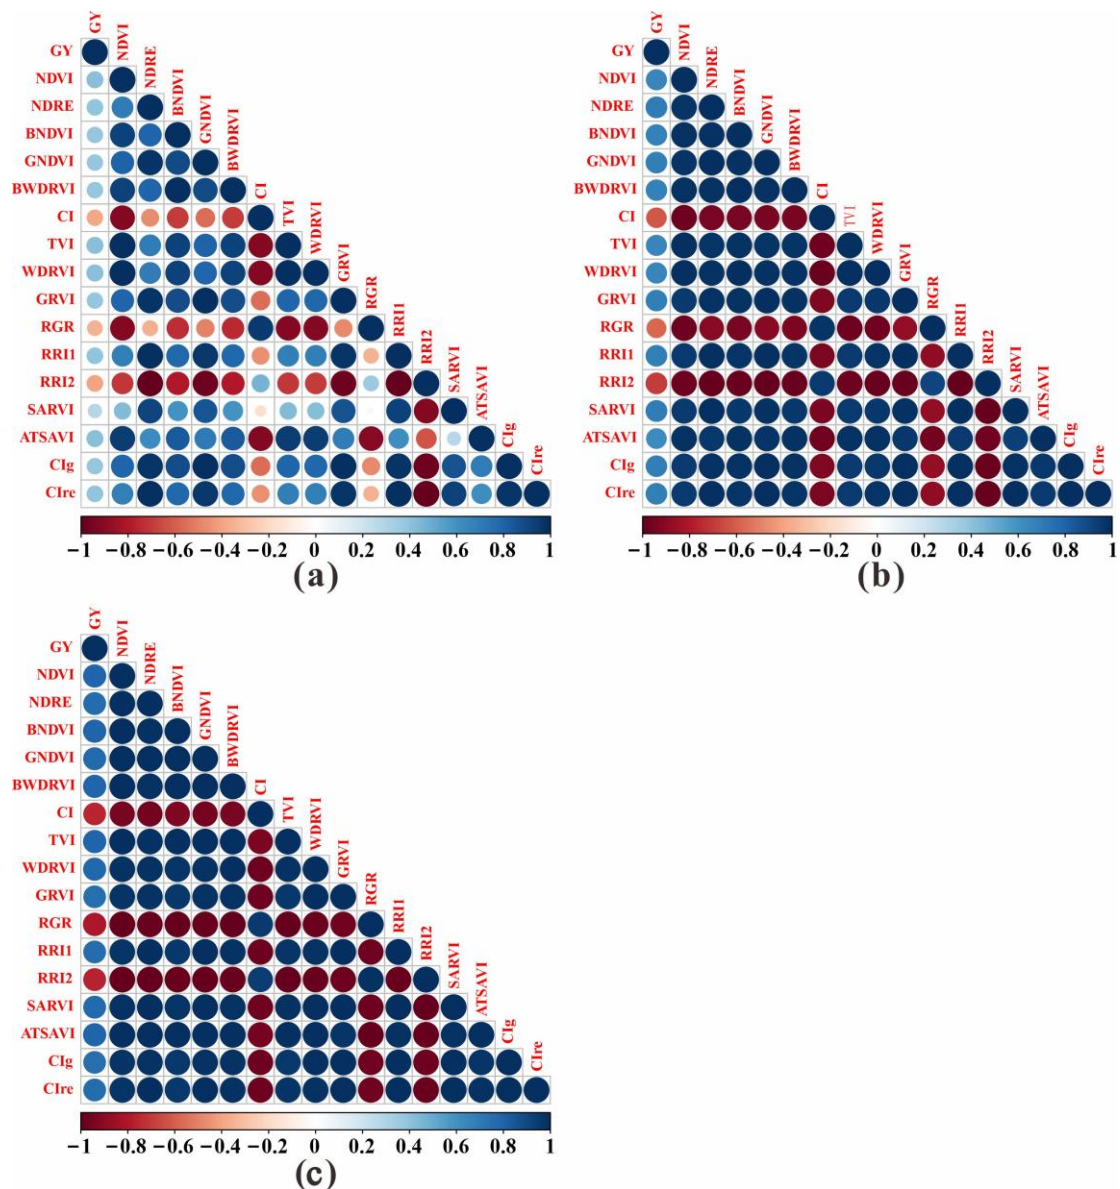 GY
NDVI
NDRE
BNDVI
GNDVI
BWDRVI
CI
TVI
WDRVI
GRVI
RGR
RRI1
RRI2
SARVI
ATSAVI
CIg
CIre
GY
NDVI
NDRE
BNDVI
GNDVI
BWDRVI
CI
TVI
WDRVI
GRVI
RGR
RRI1
RRI2
SARVI
ATSAVI
CIg
CIre
−1 −0.8 −0.6 −0.4 −0.2 0 0.2 0.4 0.6 0.8 1
(a)
GY
NDVI
NDRE
BNDVI
GNDVI
BWDRVI
CI
TVI
WDRVI
GRVI
RGR
RRI1
RRI2
SARVI
ATSAVI
CIg
CIre
GY
NDVI
NDRE
BNDVI
GNDVI
BWDRVI
CI
TVI
WDRVI
GRVI
RGR
RRI1
RRI2
SARVI
ATSAVI
CIg
CIre
−1 −0.8 −0.6 −0.4 −0.2 0 0.2 0.4 0.6 0.8 1
(b)
GY
NDVI
NDRE
BNDVI
GNDVI
BWDRVI
CI
TVI
WDRVI
GRVI
RGR
RRI1
RRI2
SARVI
ATSAVI
CIg
CIre
GY
NDVI
NDRE
BNDVI
GNDVI
BWDRVI
CI
TVI
WDRVI
GRVI
RGR
RRI1
RRI2
SARVI
ATSAVI
CIg
CIre
−1 −0.8 −0.6 −0.4 −0.2 0 0.2 0.4 0.6 0.8 1
(c)